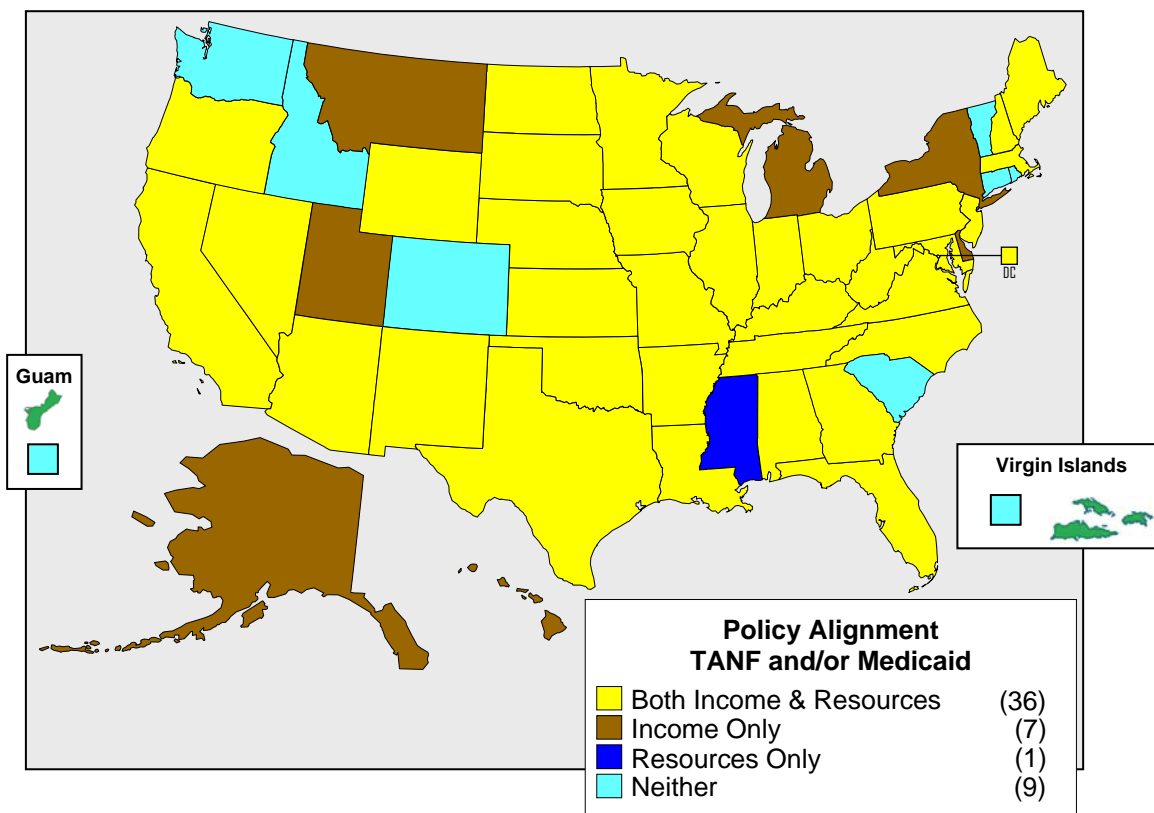 DC
Guam
Virgin Islands
Policy Alignment
TANF and/or Medicaid
Both Income & Resources (36)
Income Only (7)
Resources Only (1)
Neither (9)